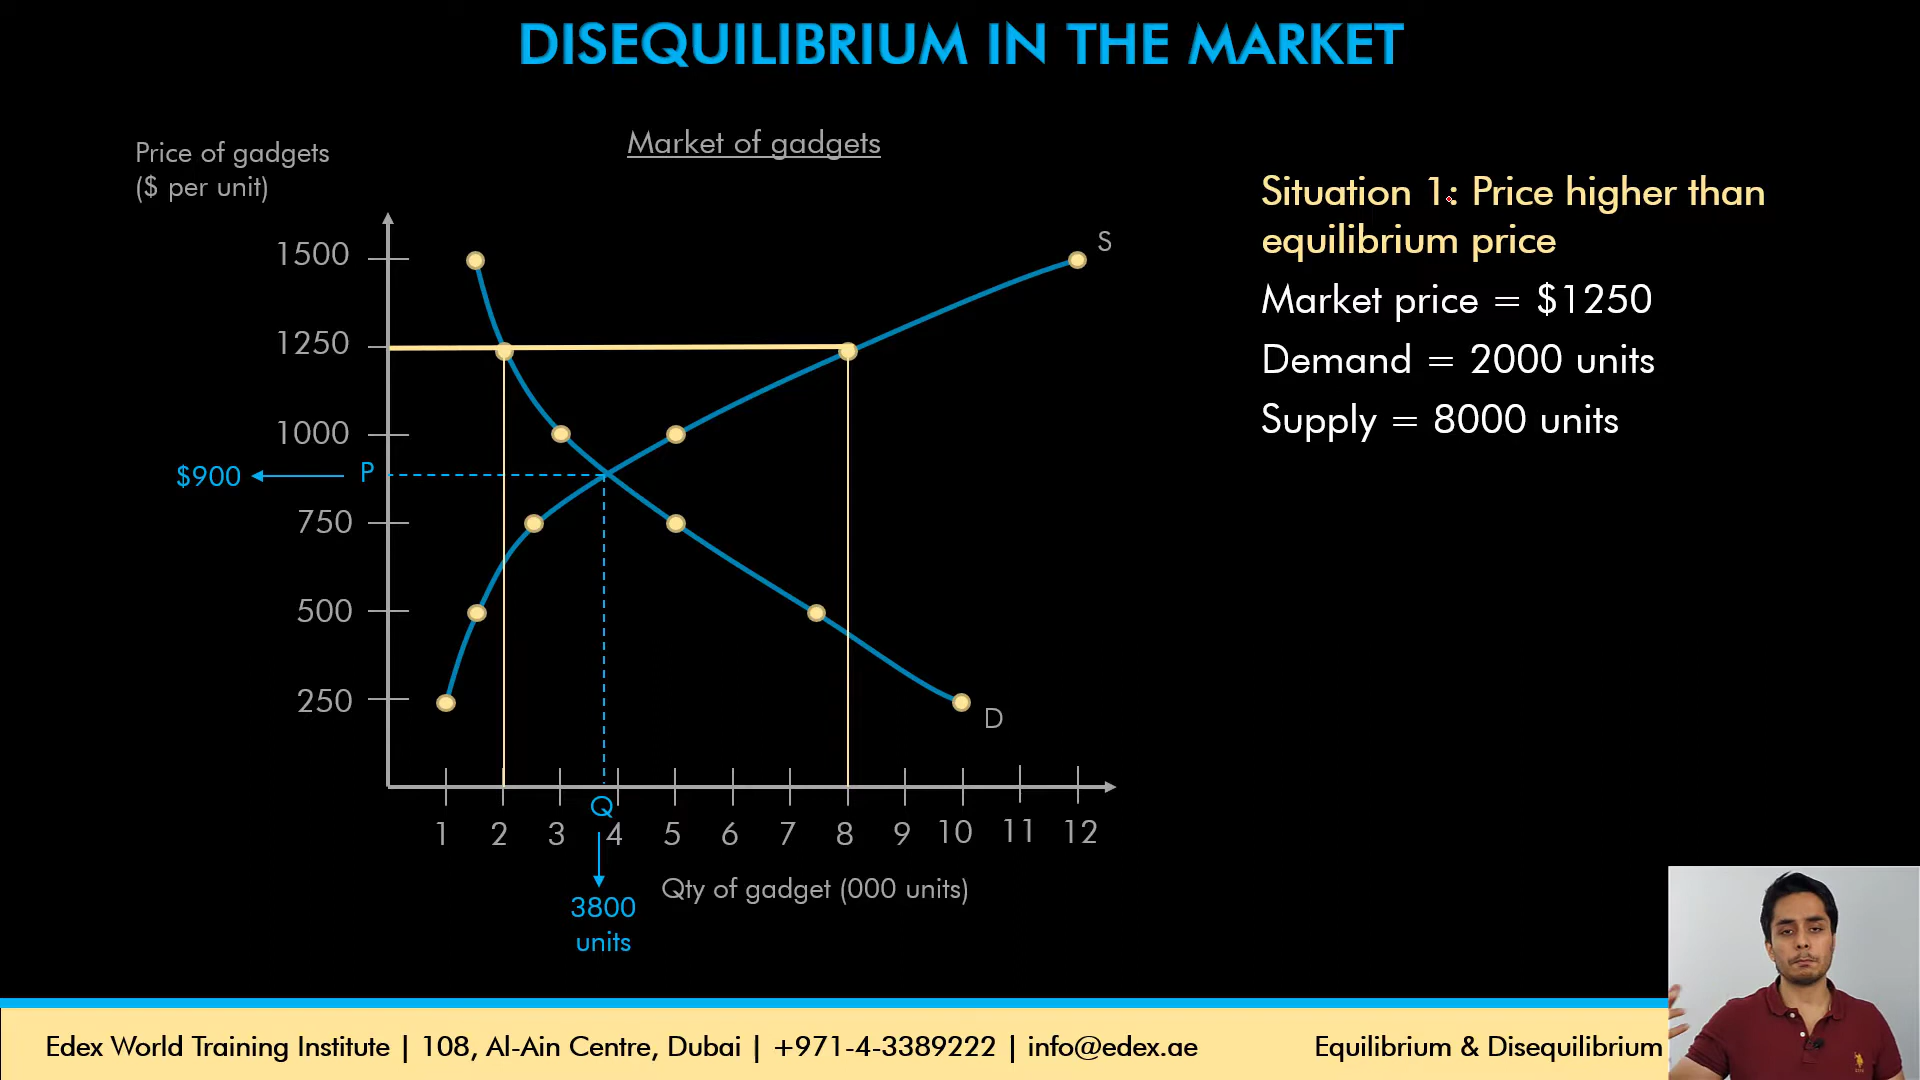 DISEQUILIBRIUM IN THE MARKET
Market of gadgets
Price of gadgets
($ per unit)
1500
1250
1000
$900
P
750
500
250
S
D
Q
1 2 3 4 5 6 7 8 9 10 11 12
3800
units
Qty of gadget (000 units)
Situation 1: Price higher than
equilibrium price
Market price = $1250
Demand = 2000 units
Supply = 8000 units
Edex World Training Institute | 108, Al-Ain Centre, Dubai | +971-4-3389222 | info@edex.ae
Equilibrium & Disequilibrium